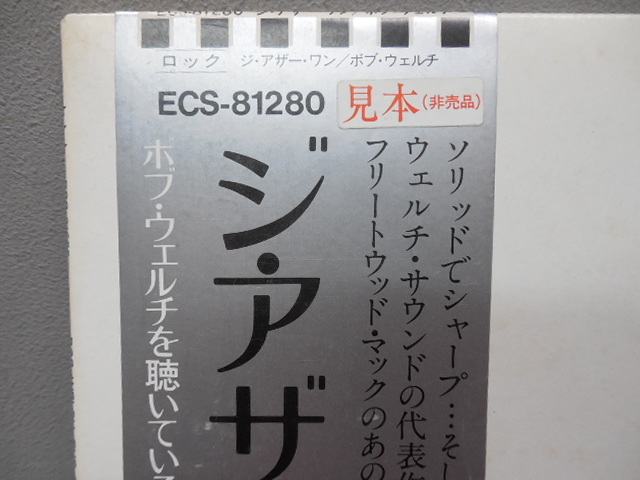 ロック ジ・アザー・ワン/ボブ・ウェルチ
ECS-81280 見本(非売品)
ソリッドでシャープ…そし
ウェルチ・サウンドの代表作
フリートウッド・マックのあの
ジ・アザ
ボブ・ウェルチを聴いている